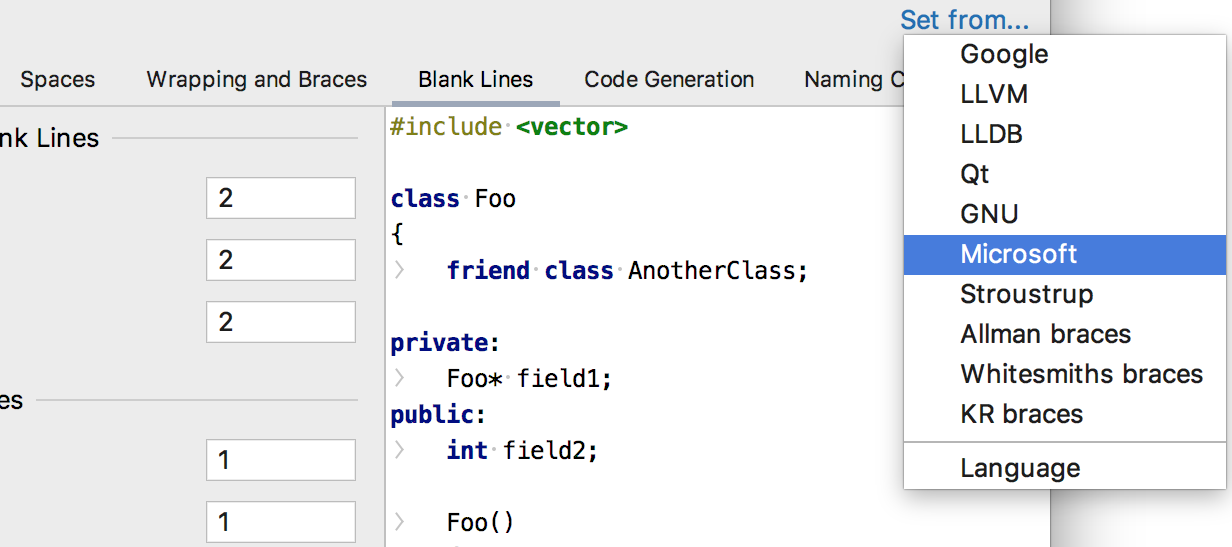 Set from...
Spaces Wrapping and Braces Blank Lines Code Generation Naming C
nk Lines
2
2
2
es
1
1
#include <vector>
class Foo
{
friend class AnotherClass;
private:
Foo* field1;
public:
int field2;
Foo()
Google
LLVM
LLDB
Qt
GNU
Microsoft
Stroustrup
Allman braces
Whitesmiths braces
KR braces
Language